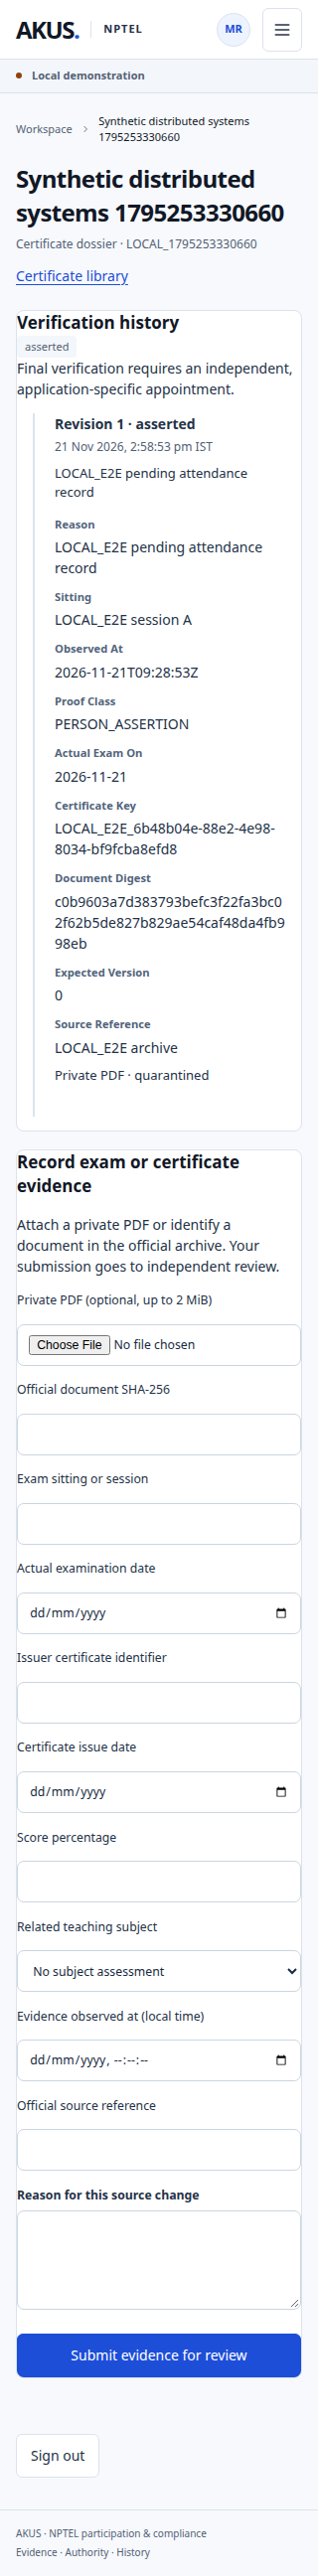 AKUS. NPTEL MR
Local demonstration
Workspace › Synthetic distributed systems
1795253330660
Synthetic distributed
systems 1795253330660
Certificate dossier · LOCAL_1795253330660
Certificate library
Verification history
asserted
Final verification requires an independent,
application-specific appointment.
Revision 1 · asserted
21 Nov 2026, 2:58:53 pm IST
LOCAL_E2E pending attendance
record
Reason
LOCAL_E2E pending attendance
record
Sitting
LOCAL_E2E session A
Observed At
2026-11-21T09:28:53Z
Proof Class
PERSON_ASSERTION
Actual Exam On
2026-11-21
Certificate Key
LOCAL_E2E_6b48b04e-88e2-4e98-
8034-bf9fcba8efd8
Document Digest
c0b9603a7d383793befc3f22fa3bc0
2f62b5de827b829ae54caf48da4fb9
98eb
Expected Version
0
Source Reference
LOCAL_E2E archive
Private PDF · quarantined
Record exam or certificate
evidence
Attach a private PDF or identify a
document in the official archive. Your
submission goes to independent review.
Private PDF (optional, up to 2 MiB)
Choose File No file chosen
Official document SHA-256
Exam sitting or session
Actual examination date
dd/mm/yyyy
Issuer certificate identifier
Certificate issue date
dd/mm/yyyy
Score percentage
Related teaching subject
No subject assessment
Evidence observed at (local time)
dd/mm/yyyy, --:--:--
Official source reference
Reason for this source change
Submit evidence for review
Sign out
AKUS · NPTEL participation & compliance
Evidence · Authority · History